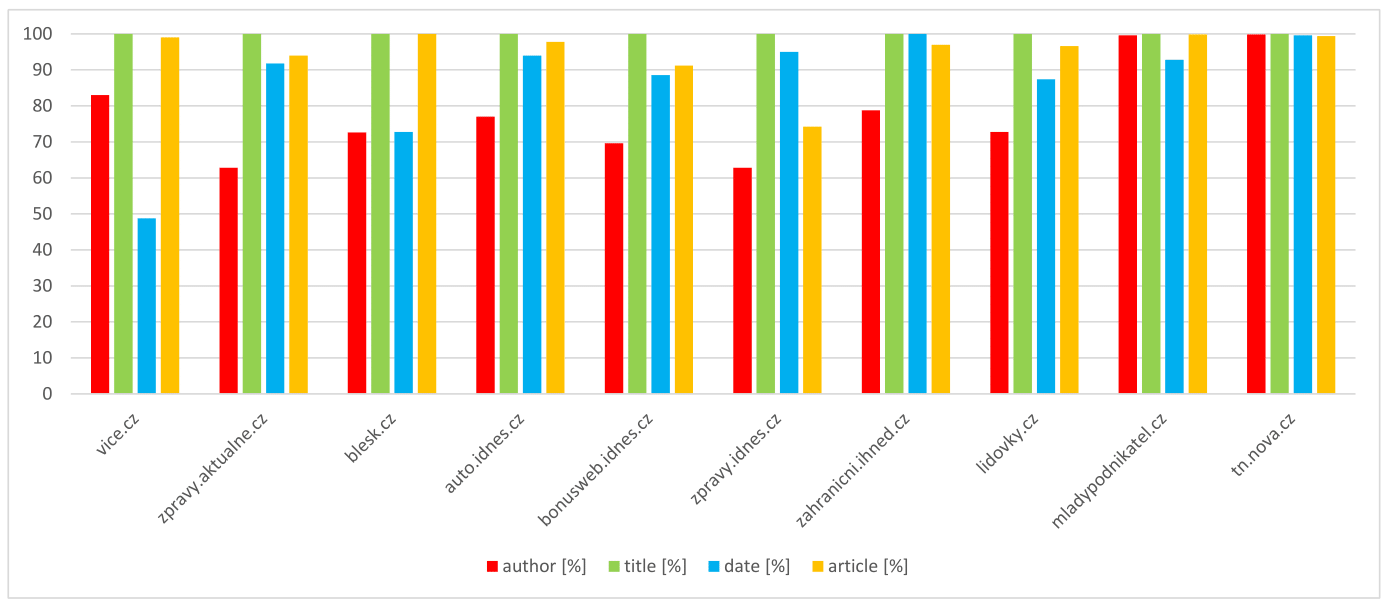 100
90
80
70
60
50
40
30
20
10
0
vice.cz
zpravy.aktualne.cz
blesk.cz
auto.idnes.cz
bonusweb.idnes.cz
zpravy.idnes.cz
zahranicni.ihned.cz
lidovky.cz
mladypodnikatel.cz
tn.nova.cz
author [%] title [%] date [%] article [%]